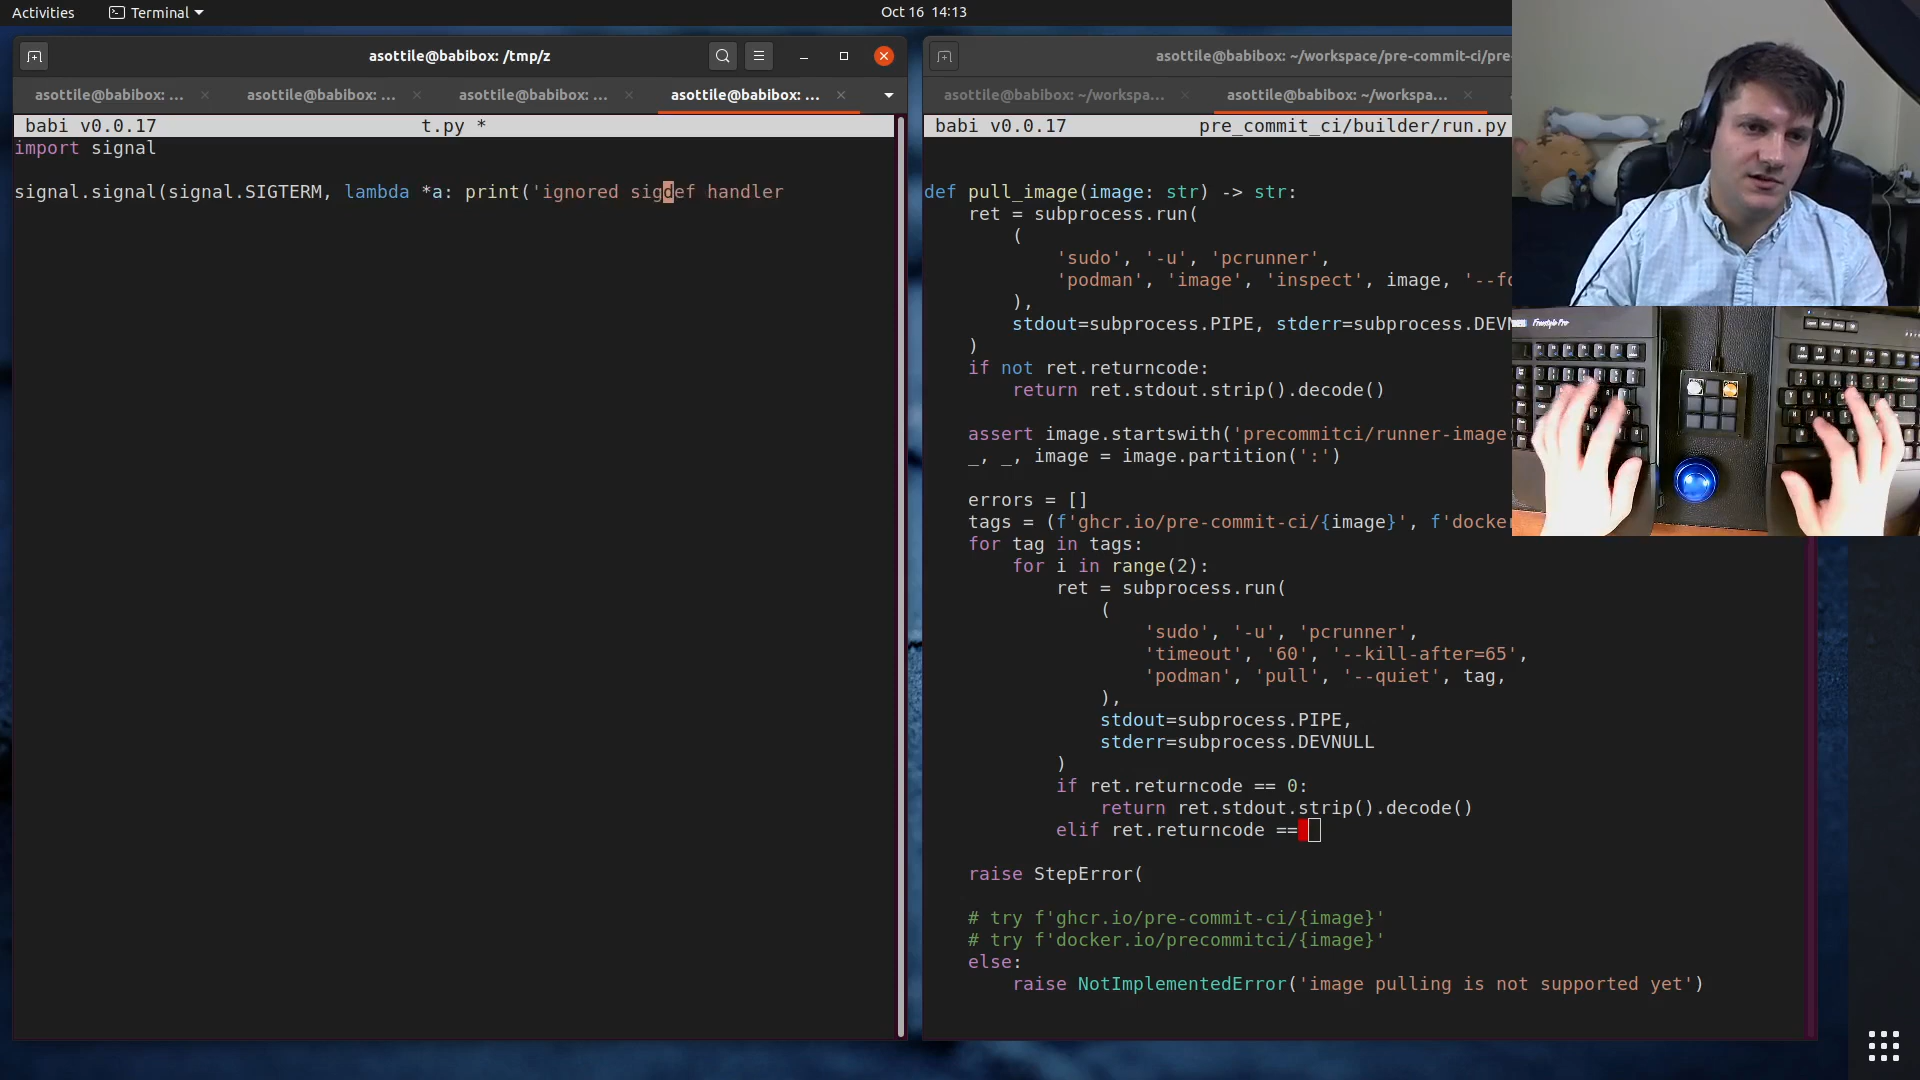 Activities
Terminal
Oct 16 14:13
asottile@babibox: /tmp/z
asottile@babibox: ...
asottile@babibox: ...
asottile@babibox: ...
asottile@babibox: ...
babi v0.0.17 t.py *
import signal
signal.signal(signal.SIGTERM, lambda *a: print('ignored sigdef handler
asottile@babibox: ~/workspace/pre-commit-ci/pre
asottile@babibox: ~/workspa...
asottile@babibox: ~/workspa...
babi v0.0.17 pre_commit_ci/builder/run.py
def pull_image(image: str) -> str:
ret = subprocess.run(
(
'sudo', '-u', 'pcrunner',
'podman', 'image', 'inspect', image, '--fo
),
stdout=subprocess.PIPE, stderr=subprocess.DEVN
)
if not ret.returncode:
return ret.stdout.strip().decode()
assert image.startswith('precommitci/runner-image:
_, _, image = image.partition(':')
errors = []
tags = (f'ghcr.io/pre-commit-ci/{image}', f'docker
for tag in tags:
for i in range(2):
ret = subprocess.run(
(
'sudo', '-u', 'pcrunner',
'timeout', '60', '--kill-after=65',
'podman', 'pull', '--quiet', tag,
),
stdout=subprocess.PIPE,
stderr=subprocess.DEVNULL
)
if ret.returncode == 0:
return ret.stdout.strip().decode()
elif ret.returncode ==
raise StepError(
# try f'ghcr.io/pre-commit-ci/{image}'
# try f'docker.io/precommitci/{image}'
else:
raise NotImplementedError('image pulling is not supported yet')
Freestyle Pro